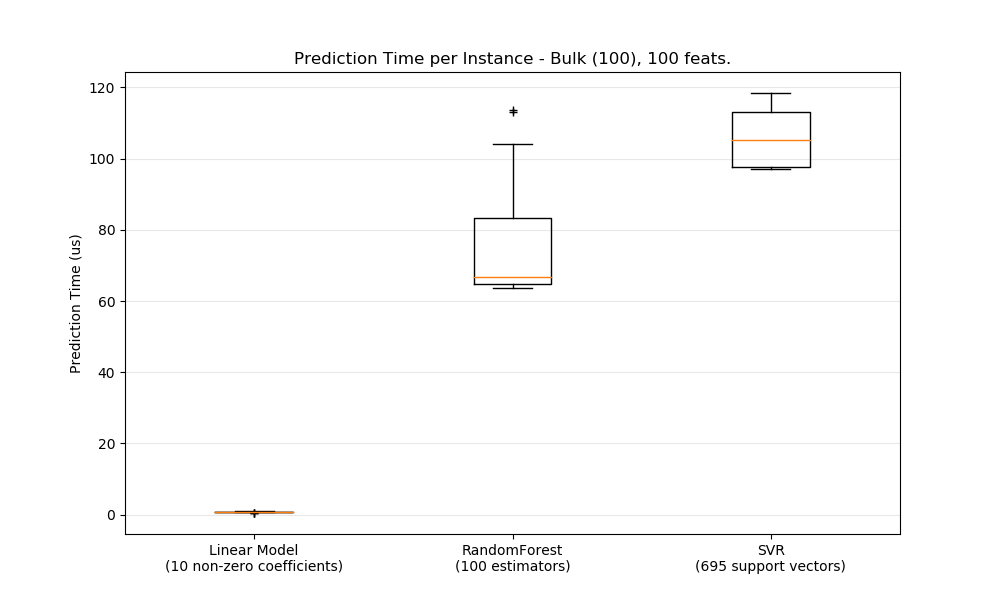 Prediction Time per Instance - Bulk (100), 100 feats.
120
100
80
60
40
20
0
Prediction Time (us)
Linear Model
(10 non-zero coefficients)
RandomForest
(100 estimators)
SVR
(695 support vectors)